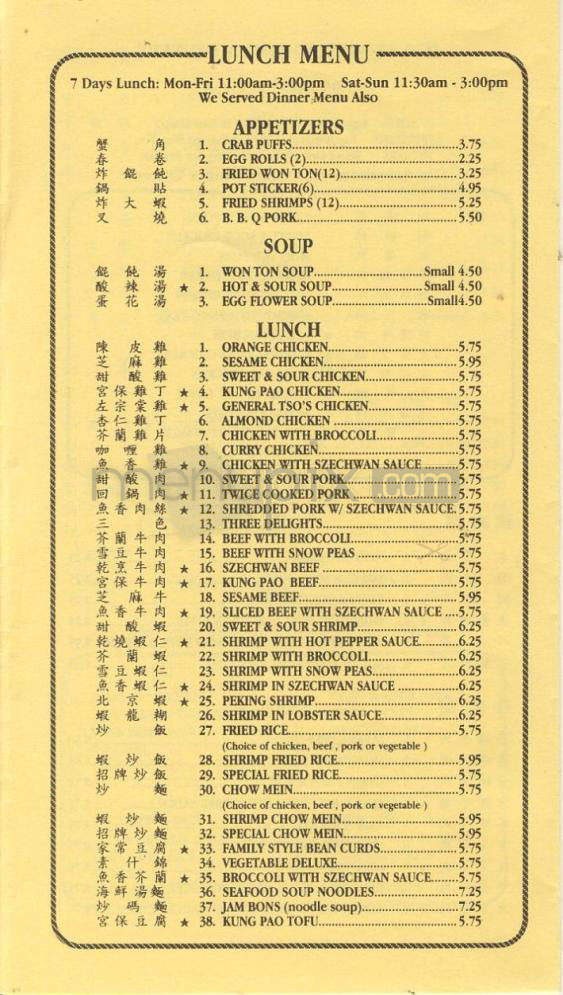 LUNCH MENU
7 Days Lunch: Mon-Fri 11:00am-3:00pm Sat-Sun 11:30am - 3:00pm
We Served Dinner Menu Also
APPETIZERS
蟹角 1. CRAB PUFFS 3.75
春卷 2. EGG ROLLS (2) 2.25
炸餛飩 3. FRIED WON TON(12) 3.25
鍋貼 4. POT STICKER(6) 4.95
炸大蝦 5. FRIED SHRIMPS (12) 5.25
叉燒 6. B. B. Q PORK 5.50
SOUP
餛飩湯 1. WON TON SOUP Small 4.50
酸辣湯 ★ 2. HOT & SOUR SOUP Small 4.50
蛋花湯 3. EGG FLOWER SOUP Small4.50
LUNCH
陳皮雞 1. ORANGE CHICKEN 5.75
芝麻雞 2. SESAME CHICKEN 5.95
甜酸雞 3. SWEET & SOUR CHICKEN 5.75
宮保雞丁 ★ 4. KUNG PAO CHICKEN 5.75
左宗棠雞 ★ 5. GENERAL TSO'S CHICKEN 5.75
杏仁雞丁 6. ALMOND CHICKEN 5.75
芥蘭雞片 7. CHICKEN WITH BROCCOLI 5.75
咖喱雞 8. CURRY CHICKEN 5.75
魚香雞 ★ 9. CHICKEN WITH SZECHWAN SAUCE 5.75
甜酸肉 10. SWEET & SOUR PORK 5.75
回鍋肉 ★ 11. TWICE COOKED PORK 5.75
魚香肉絲 ★ 12. SHREDDED PORK W/ SZECHWAN SAUCE. 5.75
三色 13. THREE DELIGHTS 5.75
芥蘭牛肉 14. BEEF WITH BROCCOLI 5.75
雪豆牛肉 15. BEEF WITH SNOW PEAS 5.75
乾烹牛肉 ★ 16. SZECHWAN BEEF 5.75
宮保牛肉 ★ 17. KUNG PAO BEEF 5.75
芝麻牛 18. SESAME BEEF 5.95
魚香牛肉 ★ 19. SLICED BEEF WITH SZECHWAN SAUCE 5.75
甜酸蝦 20. SWEET & SOUR SHRIMP 6.25
乾燒蝦仁 ★ 21. SHRIMP WITH HOT PEPPER SAUCE 6.25
芥蘭蝦 22. SHRIMP WITH BROCCOLI 6.25
雪豆蝦仁 23. SHRIMP WITH SNOW PEAS 6.25
魚香蝦仁 ★ 24. SHRIMP IN SZECHWAN SAUCE 6.25
北京蝦 ★ 25. PEKING SHRIMP 6.25
蝦龍糊 26. SHRIMP IN LOBSTER SAUCE 6.25
炒飯 27. FRIED RICE 5.75
(Choice of chicken, beef , pork or vegetable )
蝦炒飯 28. SHRIMP FRIED RICE 5.95
招牌炒飯 29. SPECIAL FRIED RICE 5.75
炒麵 30. CHOW MEIN 5.75
(Choice of chicken, beef , pork or vegetable )
蝦炒麵 31. SHRIMP CHOW MEIN 5.95
招牌炒麵 32. SPECIAL CHOW MEIN 5.95
家常豆腐 ★ 33. FAMILY STYLE BEAN CURDS 5.75
素什錦 34. VEGETABLE DELUXE 5.75
魚香芥蘭 ★ 35. BROCCOLI WITH SZECHWAN SAUCE 5.75
海鮮湯麵 36. SEAFOOD SOUP NOODLES 7.25
炒碼麵 37. JAM BONS (noodle soup) 7.25
宮保豆腐 ★ 38. KUNG PAO TOFU 5.75